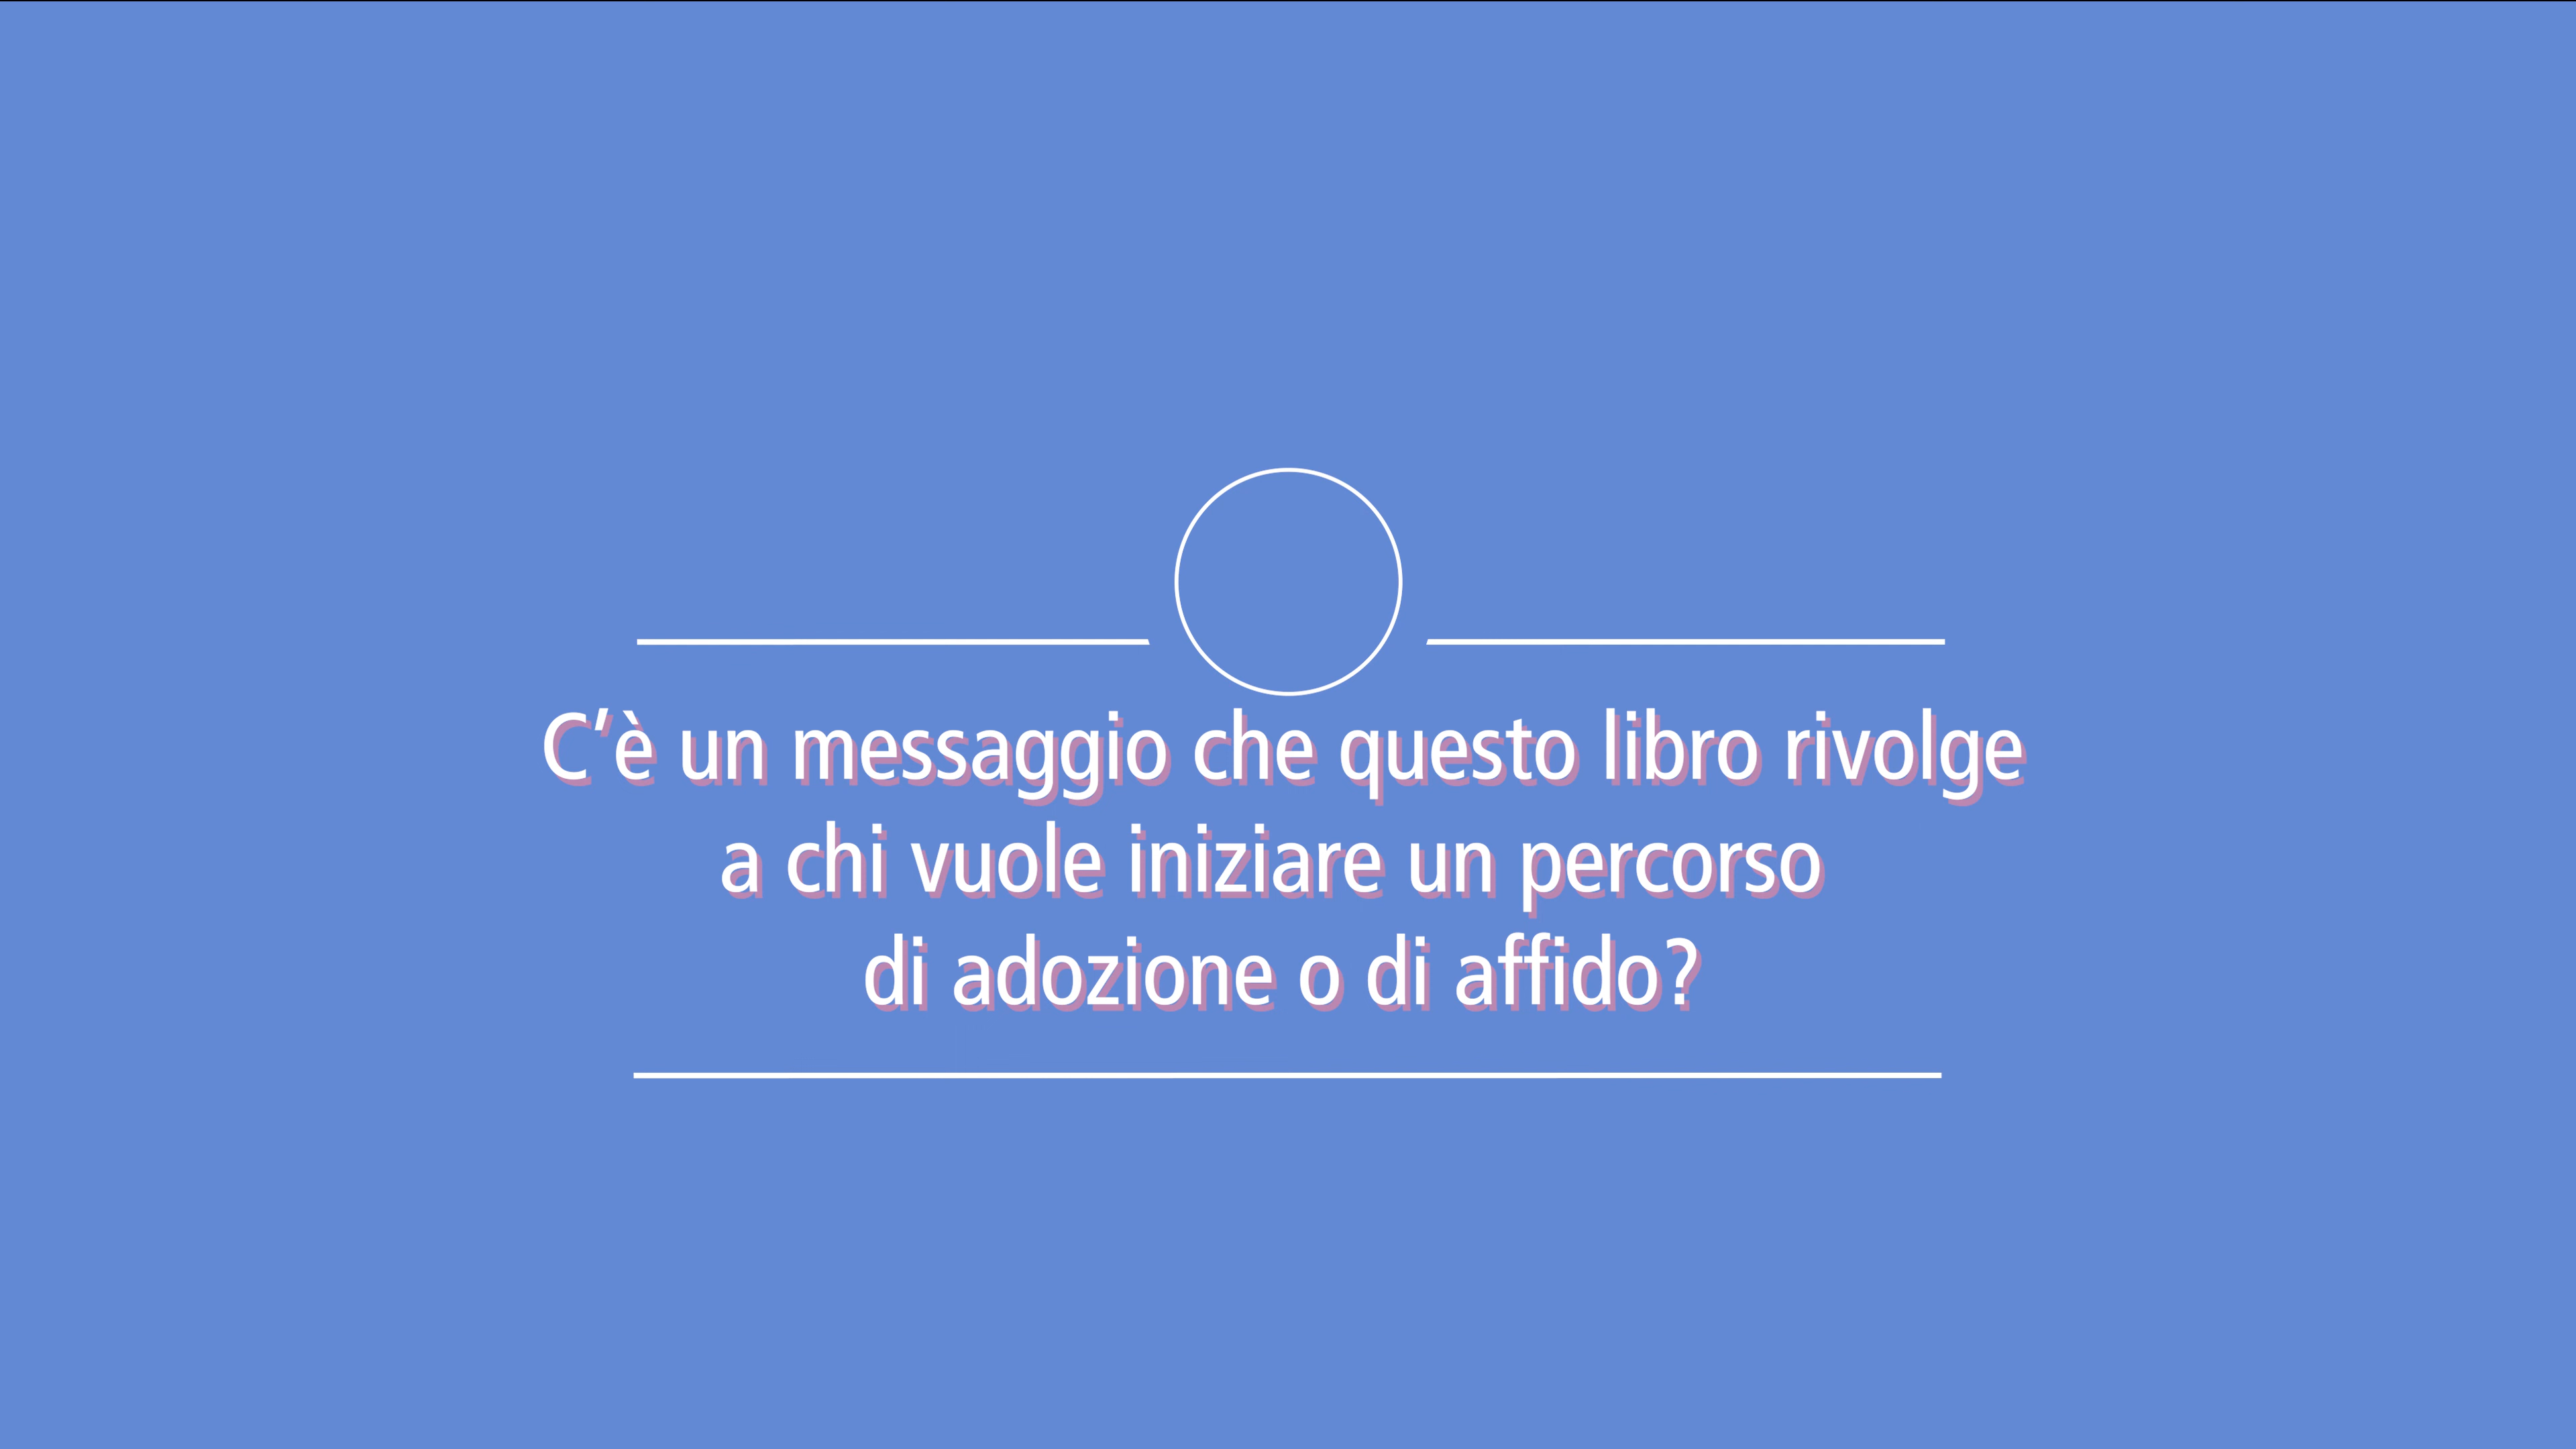 C'è un messaggio che questo libro rivolge
a chi vuole iniziare un percorso
di adozione o di affido?